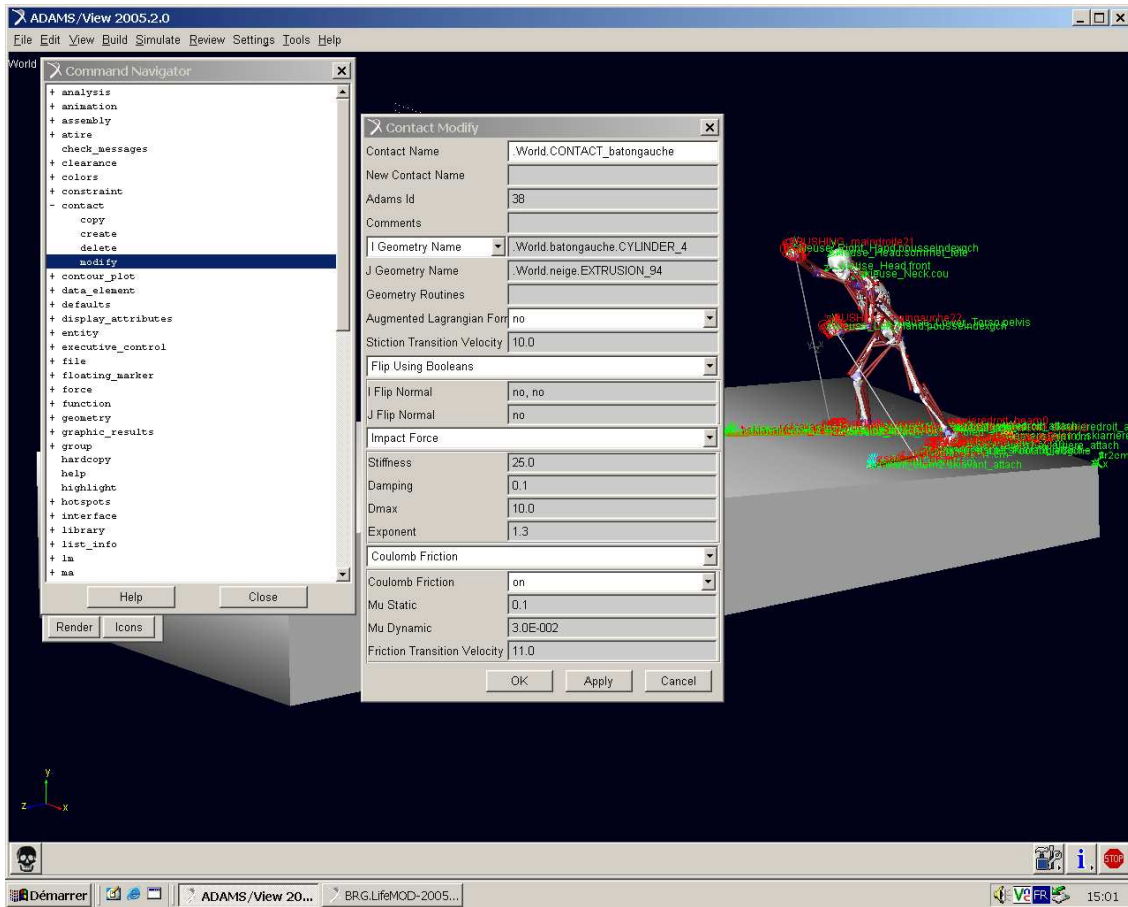 ADAMS/View 2005.2.0
File Edit View Build Simulate Review Settings Tools Help
World
Command Navigator
+ analysis
+ animation
+ assembly
+ atire
check_messages
+ clearance
+ colors
+ constraint
- contact
copy
create
delete
modify
+ contour_plot
+ data_element
+ defaults
+ display_attributes
+ entity
+ executive_control
+ file
+ floating_marker
+ force
+ function
+ geometry
+ graphic_results
+ group
hardcopy
help
highlight
+ hotspots
+ interface
+ library
+ list_info
+ lm
+ ma
Help Close
Render Icons
Contact Modify
Contact Name .World.CONTACT_batongauche
New Contact Name
Adams Id 38
Comments
I Geometry Name .World.batongauche.CYLINDER_4
J Geometry Name .World.neige.EXTRUSION_94
Geometry Routines
Augmented Lagrangian Form no
Stiction Transition Velocity 10.0
Flip Using Booleans
I Flip Normal no, no
J Flip Normal no
Impact Force
Stiffness 25.0
Damping 0.1
Dmax 10.0
Exponent 1.3
Coulomb Friction
Coulomb Friction on
Mu Static 0.1
Mu Dynamic 3.0E-002
Friction Transition Velocity 11.0
OK Apply Cancel
y
z x
i
STOP
Démarrer ADAMS/View 20... BRG.LifeMOD-2005... FR 15:01